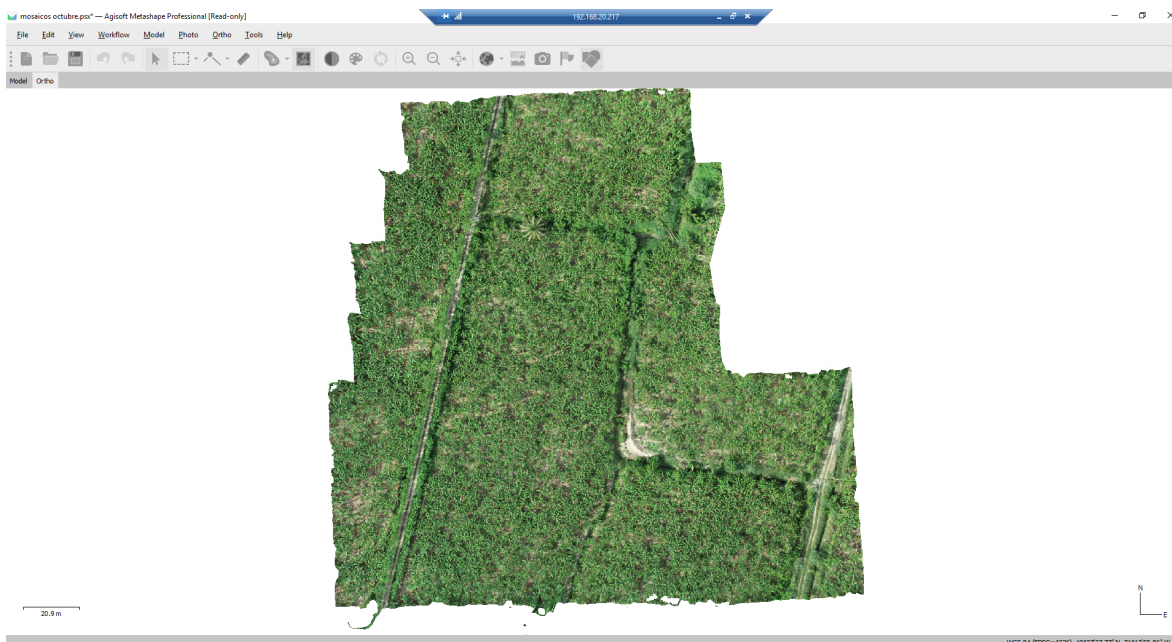 mosaicos octubre.psx* — Agisoft Metashape Professional [Read-only]
192.168.20.217
File Edit View Workflow Model Photo Ortho Tools Help
Model Ortho
20.9 m
N
E